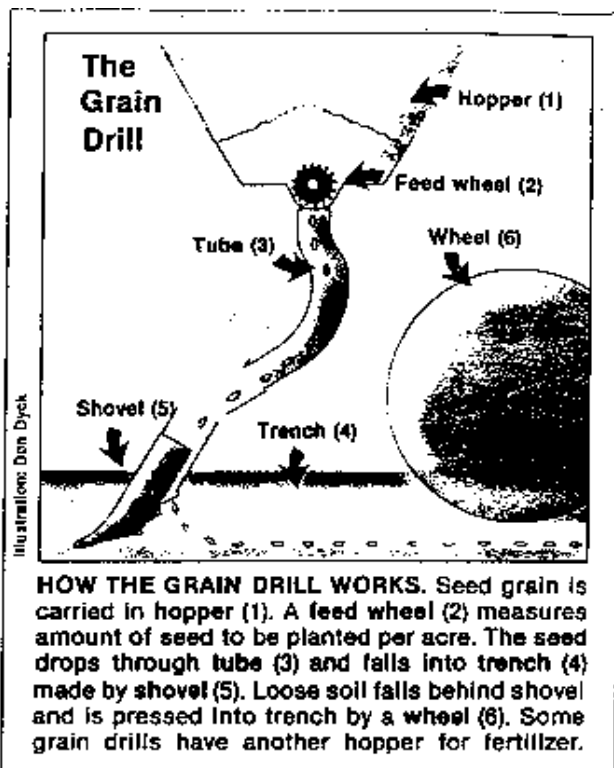 The
Grain
Drill
Hopper (1)
Feed wheel (2)
Tube (3)
Wheel (6)
Shovel (5)
Trench (4)
Illustration: Don Dyck
HOW THE GRAIN DRILL WORKS. Seed grain is
carried in hopper (1). A feed wheel (2) measures
amount of seed to be planted per acre. The seed
drops through tube (3) and falls into trench (4)
made by shovel (5). Loose soil falls behind shovel
and is pressed into trench by a wheel (6). Some
grain drills have another hopper for fertilizer.